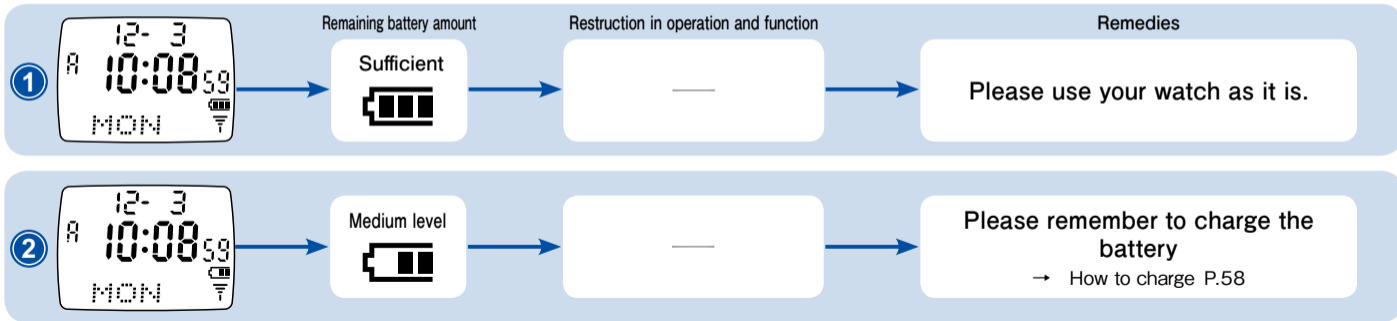 Remaining battery amount
Restruction in operation and function
Remedies
1
12- 3
A 10:08 59
MON
Sufficient
Please use your watch as it is.
2
12- 3
A 10:08 59
MON
Medium level
Please remember to charge the
battery
→ How to charge P.58